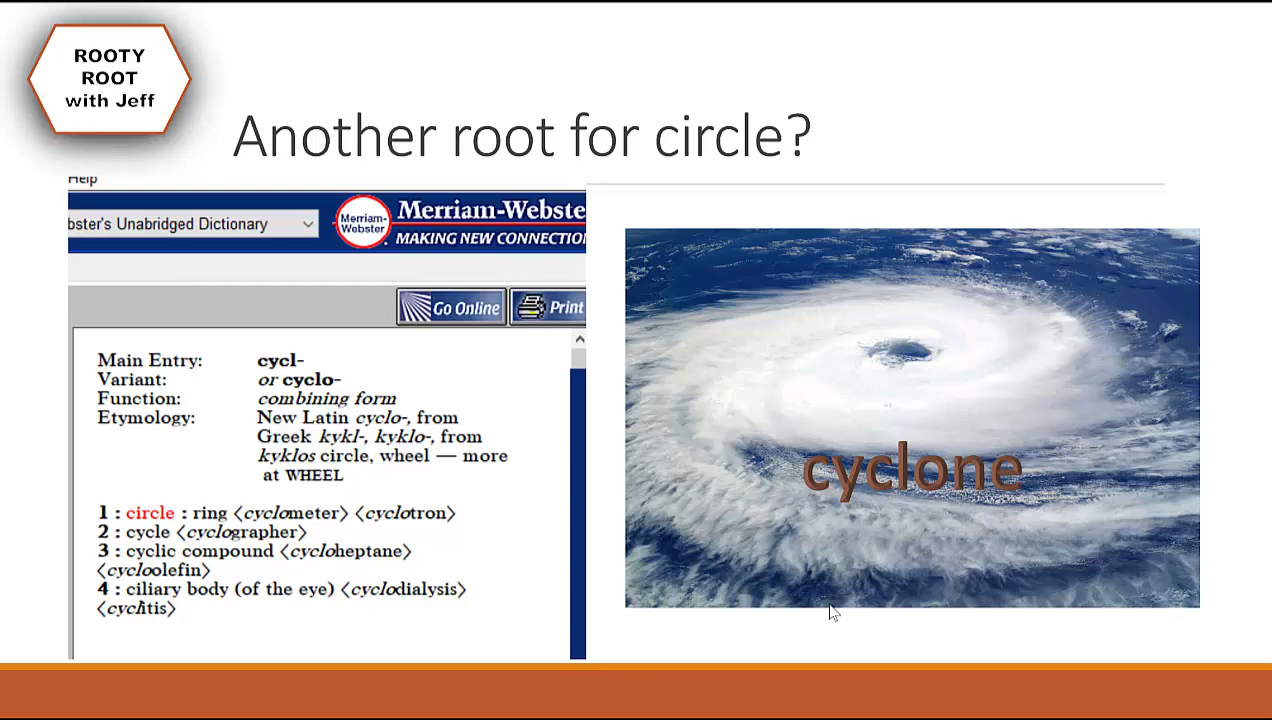 ROOTY
ROOT
with Jeff
Another root for circle?
Help
bster's Unabridged Dictionary
Merriam-
Webster
Merriam-Webste
MAKING NEW CONNECTIO
Go Online
Print
Main Entry: cycl-
Variant: or cyclo-
Function: combining form
Etymology: New Latin cyclo-, from
Greek kykl-, kyklo-, from
kyklos circle, wheel — more
at WHEEL
1 : circle : ring <cyclometer> <cyclotron>
2 : cycle <cyclographer>
3 : cyclic compound <cycloheptane>
<cycloolefin>
4 : ciliary body (of the eye) <cyclodialysis>
<cyclitis>
cyclone